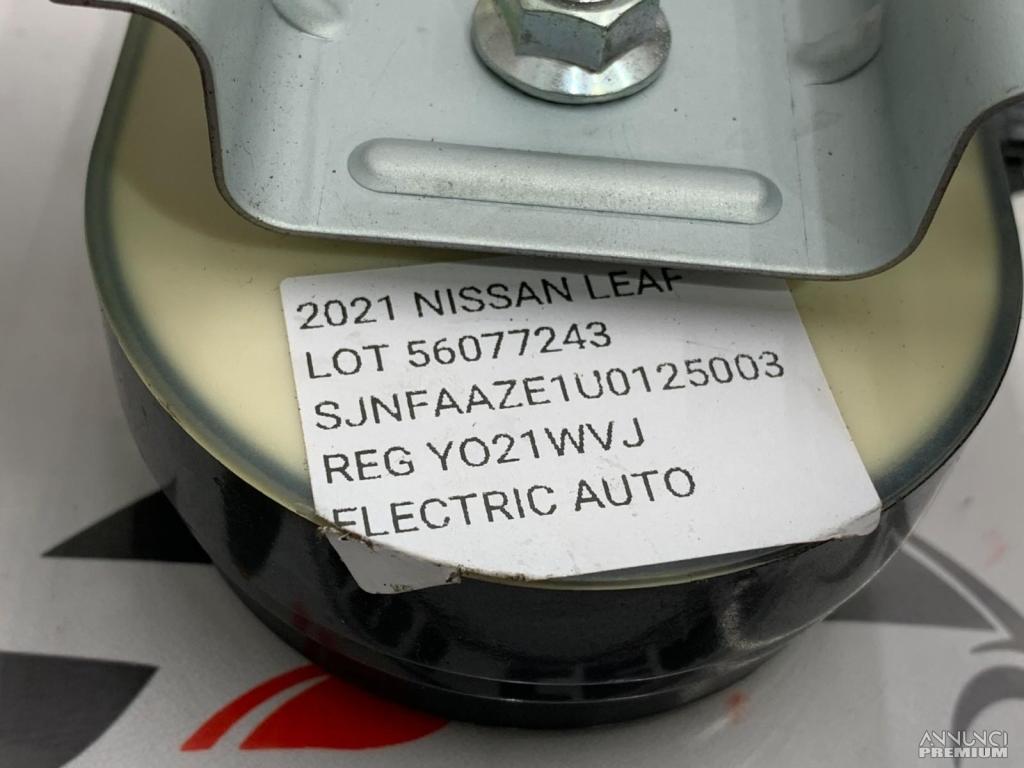 2021 NISSAN LEAF
LOT 56077243
SJNFAAZE1U0125003
REG YO21WVJ
ELECTRIC AUTO
ANNUNCI
PREMIUM